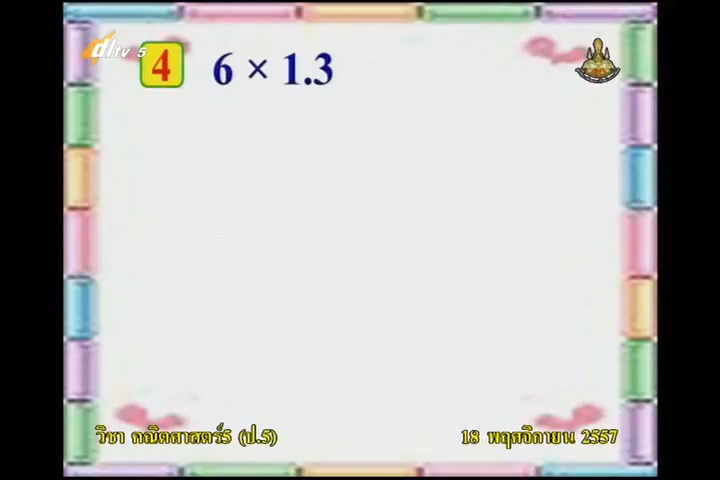 dltv 5
4 6 × 1.3
วิชา คณิตศาสตร์5 (ป.5)
18 พฤศจิกายน 2557